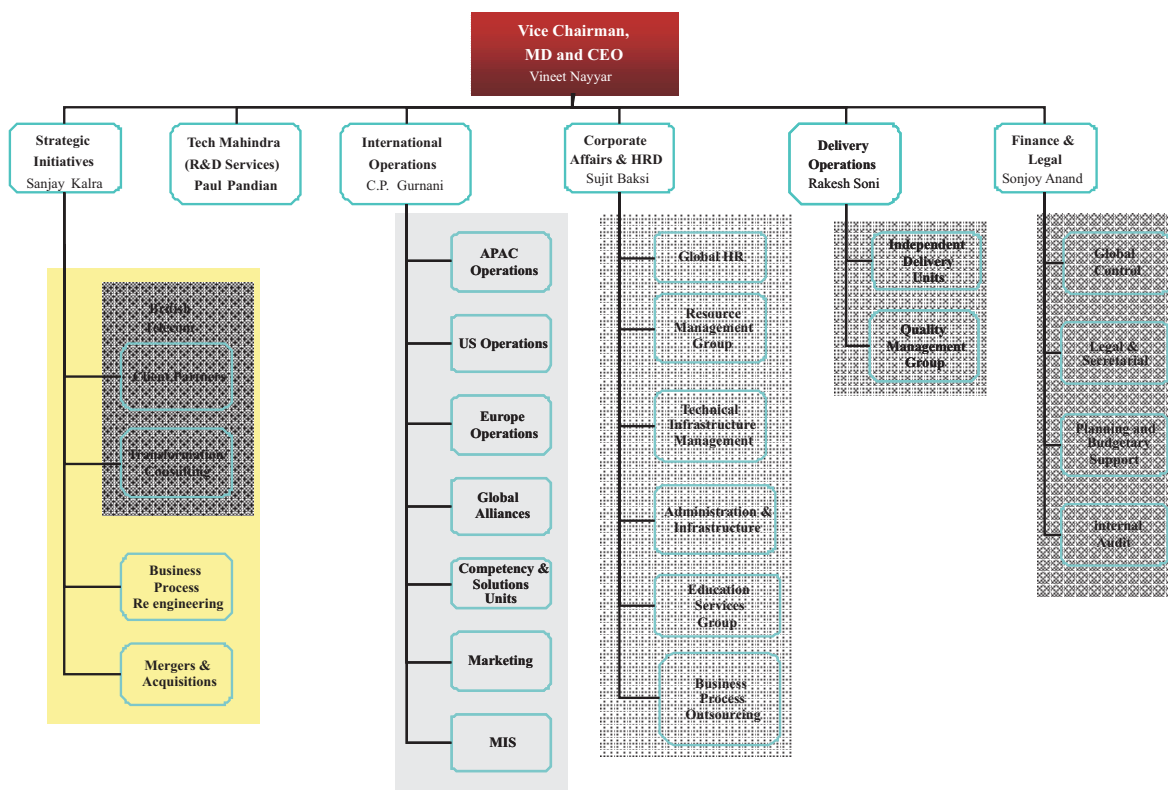 Vice Chairman,
MD and CEO
Vineet Nayyar
Strategic
Initiatives
Sanjay Kalra
Tech Mahindra
(R&D Services)
Paul Pandian
International
Operations
C.P. Gurnani
Corporate
Affairs & HRD
Sujit Baksi
Delivery
Operations
Rakesh Soni
Finance &
Legal
Sonjoy Anand
Telecom
Client Partners
Transformation
Consulting
Business
Process
Re engineering
Mergers &
Acquisitions
APAC
Operations
US Operations
Europe
Operations
Global
Alliances
Competency &
Solutions
Units
Marketing
MIS
Global HR
Resource
Management
Group
Technical
Infrastructure
Management
Administration &
Infrastructure
Education
Services
Group
Business
Process
Outsourcing
Independent
Delivery
Units
Quality
Management
Group
Global
Control
Legal &
Secretarial
Planning and
Budgetary
Support
Internal
Audit